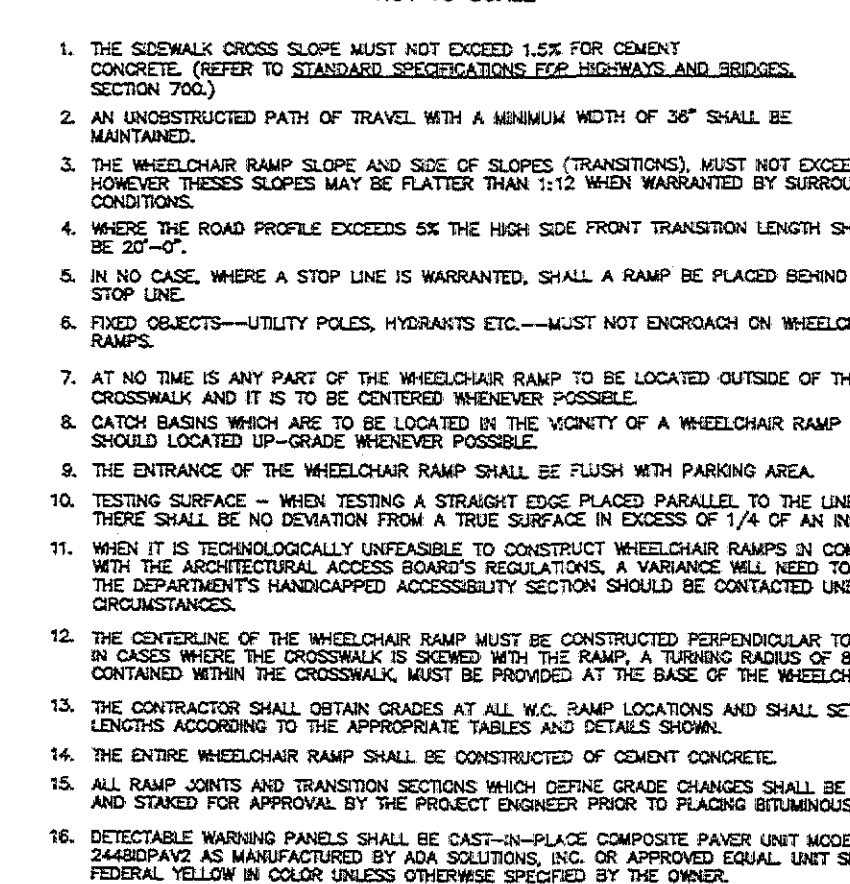 1. THE SIDEWALK CROSS SLOPE MUST NOT EXCEED 1.5% FOR CEMENT
CONCRETE. (REFER TO STANDARD SPECIFICATIONS FOR HIGHWAYS AND BRIDGES,
SECTION 700.)
2. AN UNOBSTRUCTED PATH OF TRAVEL WITH A MINIMUM WIDTH OF 36" SHALL BE
MAINTAINED.
3. THE WHEELCHAIR RAMP SLOPE AND SIDE OF SLOPES (TRANSITIONS), MUST NOT EXCEE
HOWEVER THESES SLOPES MAY BE FLATTER THAN 1:12 WHEN WARRANTED BY SURROU
CONDITIONS.
4. WHERE THE ROAD PROFILE EXCEEDS 5% THE HIGH SIDE FRONT TRANSITION LENGTH SH
BE 20'-0".
5. IN NO CASE, WHERE A STOP LINE IS WARRANTED, SHALL A RAMP BE PLACED BEHIND
STOP LINE.
6. FIXED OBJECTS--UTILITY POLES, HYDRANTS ETC.--MUST NOT ENCROACH ON WHEELCH
RAMPS.
7. AT NO TIME IS ANY PART OF THE WHEELCHAIR RAMP TO BE LOCATED OUTSIDE OF TH
CROSSWALK AND IT IS TO BE CENTERED WHENEVER POSSIBLE.
8. CATCH BASINS WHICH ARE TO BE LOCATED IN THE VICINITY OF A WHEELCHAIR RAMP
SHOULD LOCATED UP-GRADE WHENEVER POSSIBLE.
9. THE ENTRANCE OF THE WHEELCHAIR RAMP SHALL BE FLUSH WITH PARKING AREA.
10. TESTING SURFACE - WHEN TESTING A STRAIGHT EDGE PLACED PARALLEL TO THE LINE
THERE SHALL BE NO DEVIATION FROM A TRUE SURFACE IN EXCESS OF 1/4 OF AN IN
11. WHEN IT IS TECHNOLOGICALLY UNFEASIBLE TO CONSTRUCT WHEELCHAIR RAMPS IN COM
WITH THE ARCHITECTURAL ACCESS BOARD'S REGULATIONS, A VARIANCE WILL NEED TO
THE DEPARTMENT'S HANDICAPPED ACCESSIBILITY SECTION SHOULD BE CONTACTED UND
CIRCUMSTANCES.
12. THE CENTERLINE OF THE WHEELCHAIR RAMP MUST BE CONSTRUCTED PERPENDICULAR TO
IN CASES WHERE THE CROSSWALK IS SKEWED WITH THE RAMP, A TURNING RADIUS OF 8
CONTAINED WITHIN THE CROSSWALK, MUST BE PROVIDED AT THE BASE OF THE WHEELCH
13. THE CONTRACTOR SHALL OBTAIN GRADES AT ALL W.C. RAMP LOCATIONS AND SHALL SE
LENGTHS ACCORDING TO THE APPROPRIATE TABLES AND DETAILS SHOWN.
14. THE ENTIRE WHEELCHAIR RAMP SHALL BE CONSTRUCTED OF CEMENT CONCRETE.
15. ALL RAMP JOINTS AND TRANSITION SECTIONS WHICH DEFINE GRADE CHANGES SHALL BE
AND STAKED FOR APPROVAL BY THE PROJECT ENGINEER PRIOR TO PLACING BITUMINOUS
16. DETECTABLE WARNING PANELS SHALL BE CAST-IN-PLACE COMPOSITE PAVER UNIT MODE
2448IDPAV2 AS MANUFACTURED BY ADA SOLUTIONS, INC. OR APPROVED EQUAL. UNIT S
FEDERAL YELLOW IN COLOR UNLESS OTHERWISE SPECIFIED BY THE OWNER.